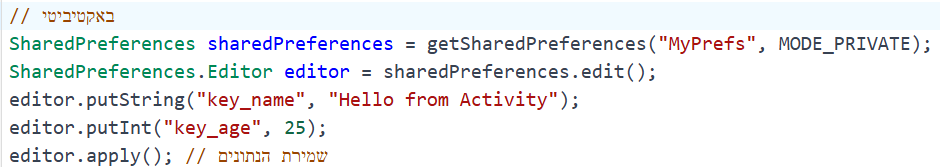 // באקטיביטי
SharedPreferences sharedPreferences = getSharedPreferences("MyPrefs", MODE_PRIVATE);
SharedPreferences.Editor editor = sharedPreferences.edit();
editor.putString("key_name", "Hello from Activity");
editor.putInt("key_age", 25);
editor.apply(); // שמירת הנתונים